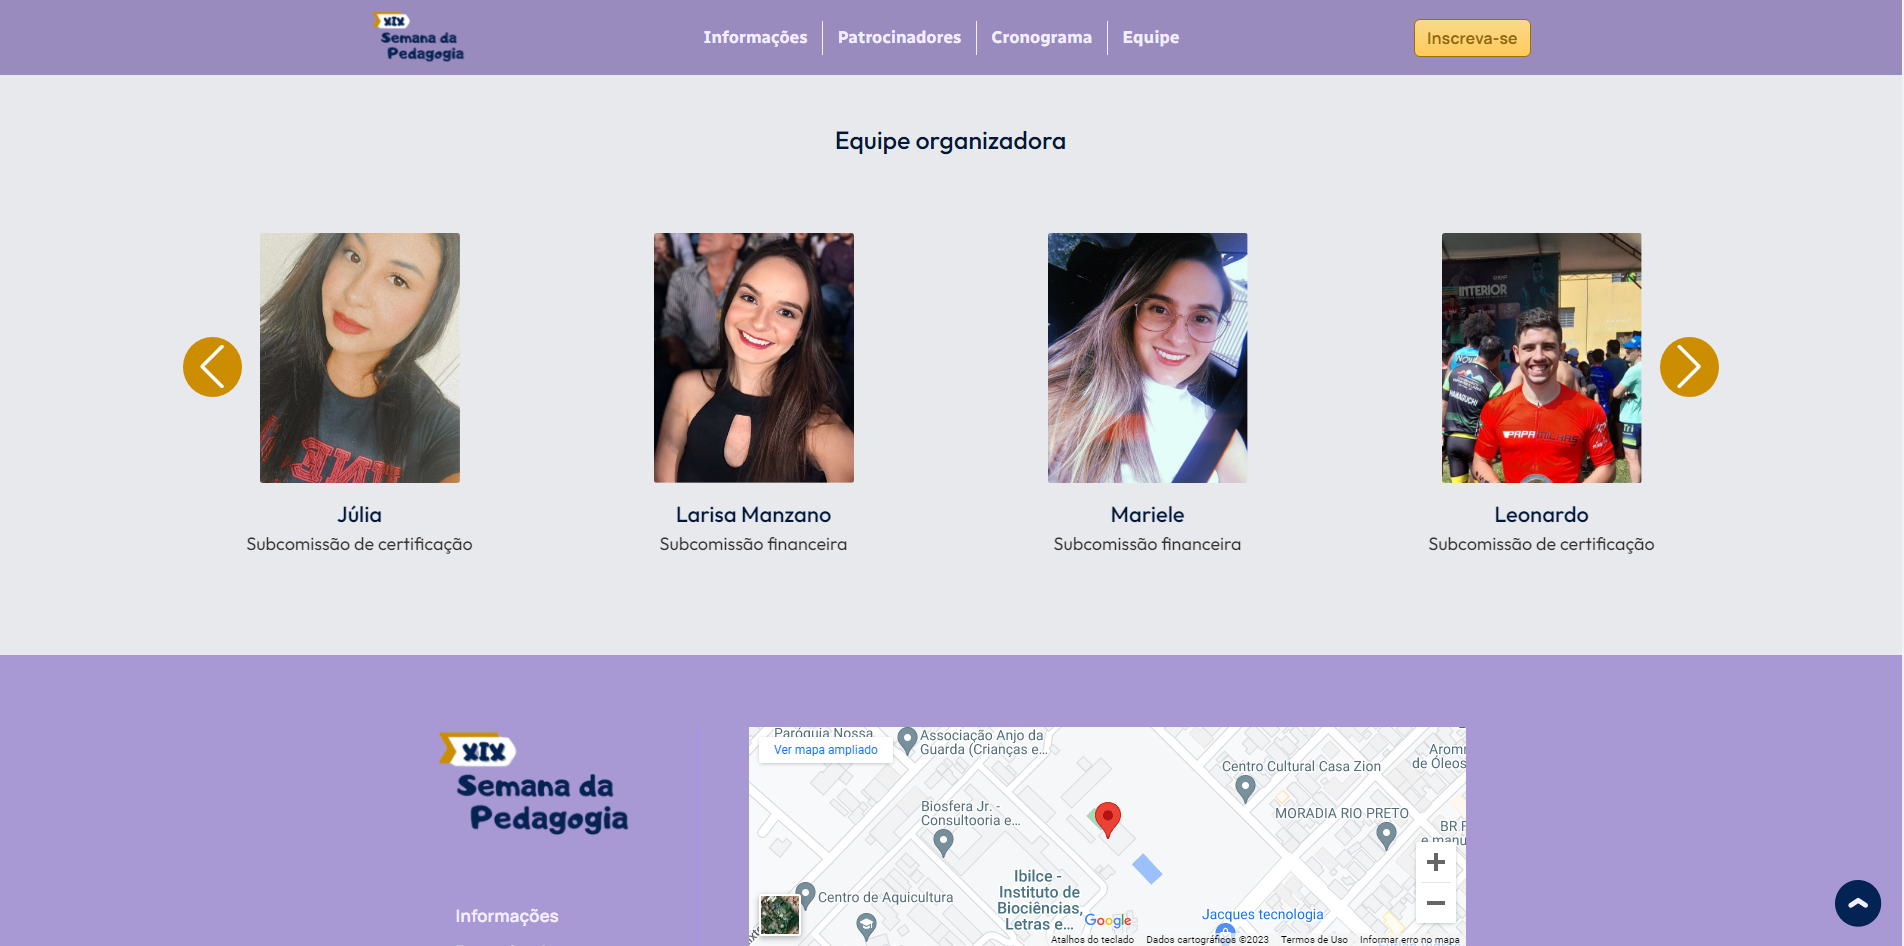 XIX
Semana da
Pedagogia
Informações
Patrocinadores
Cronograma
Equipe
Inscreva-se
Equipe organizadora
INTERIOR
PAPAMILHAS
Júlia
Subcomissão de certificação
Larisa Manzano
Subcomissão financeira
Mariele
Subcomissão financeira
Leonardo
Subcomissão de certificação
XIX
Semana da
Pedagogia
Informações
Paróquia Nossa
Ver mapa ampliado
Associação Anjo da
Guarda (Crianças e...
Centro Cultural Casa Zion
Arom
de Óleos
Biosfera Jr. -
Consultooria e...
MORADIA RIO PRETO
BR F
e manu
Ibilce -
Instituto de
Biociências,
Letras e...
Centro de Aquicultura
Google
Jacques tecnologia
Atalhos do teclado
Dados cartográficos ©2023
Termos de Uso
Informar erro no mapa